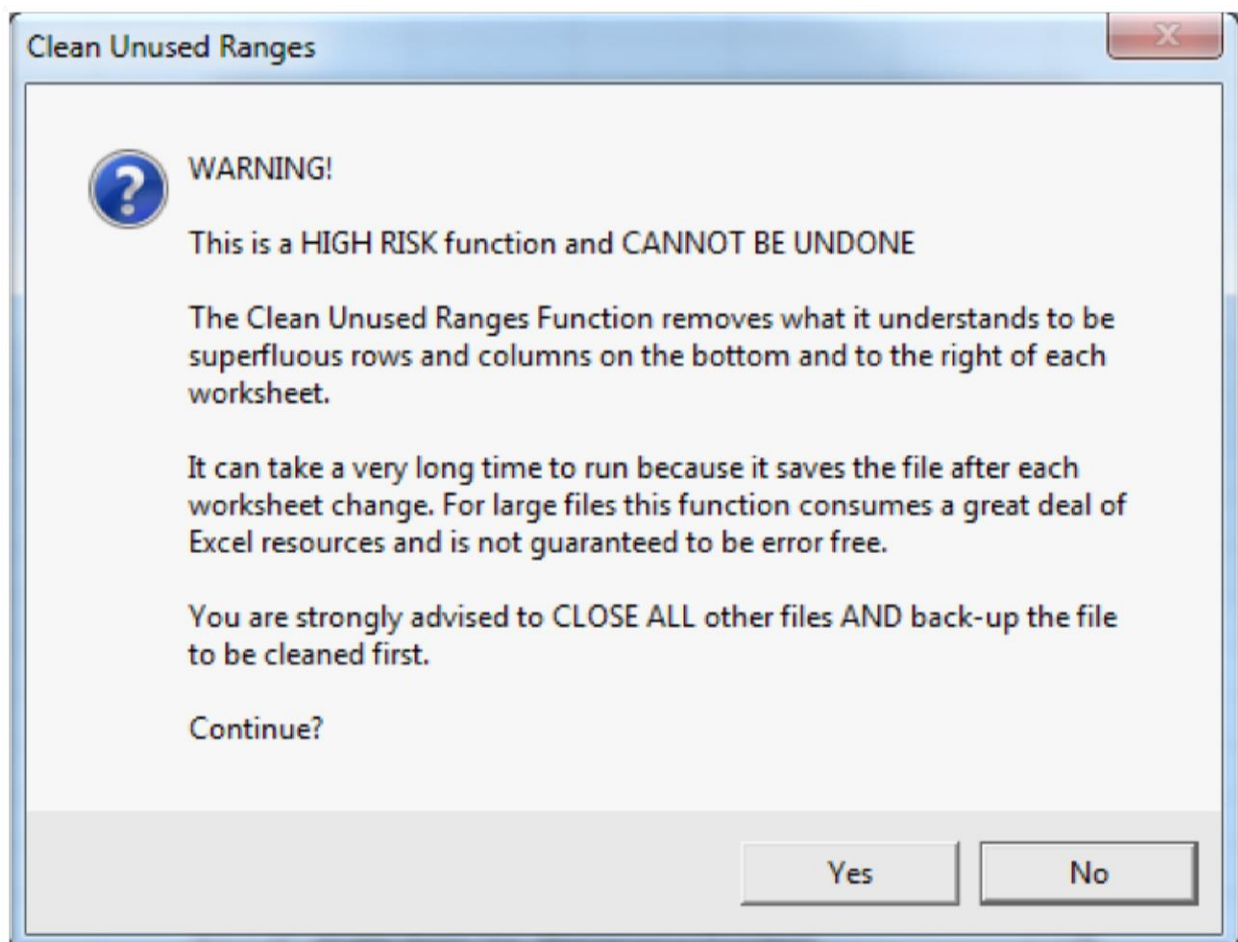 Clean Unused Ranges
WARNING!
This is a HIGH RISK function and CANNOT BE UNDONE
The Clean Unused Ranges Function removes what it understands to be
superfluous rows and columns on the bottom and to the right of each
worksheet.
It can take a very long time to run because it saves the file after each
worksheet change. For large files this function consumes a great deal of
Excel resources and is not guaranteed to be error free.
You are strongly advised to CLOSE ALL other files AND back-up the file
to be cleaned first.
Continue?
Yes
No